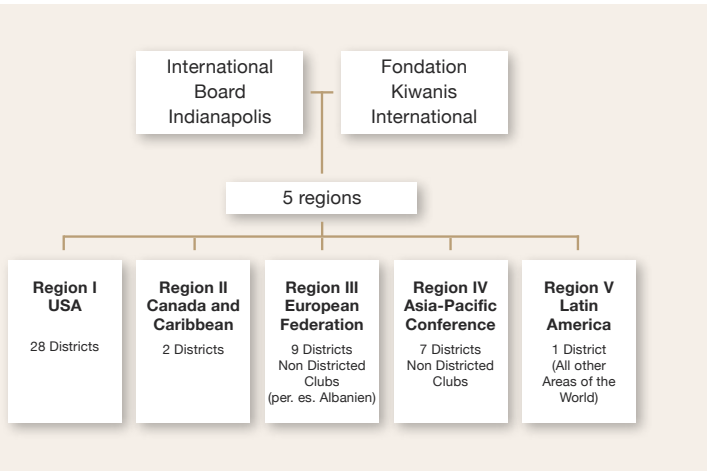 International
Board
Indianapolis
Fondation
Kiwanis
International
5 regions
Region I
USA
28 Districts
Region II
Canada and
Caribbean
2 Districts
Region III
European
Federation
9 Districts
Non Districted
Clubs
(per. es. Albanien)
Region IV
Asia-Pacific
Conference
7 Districts
Non Districted
Clubs
Region V
Latin
America
1 District
(All other
Areas of the
World)